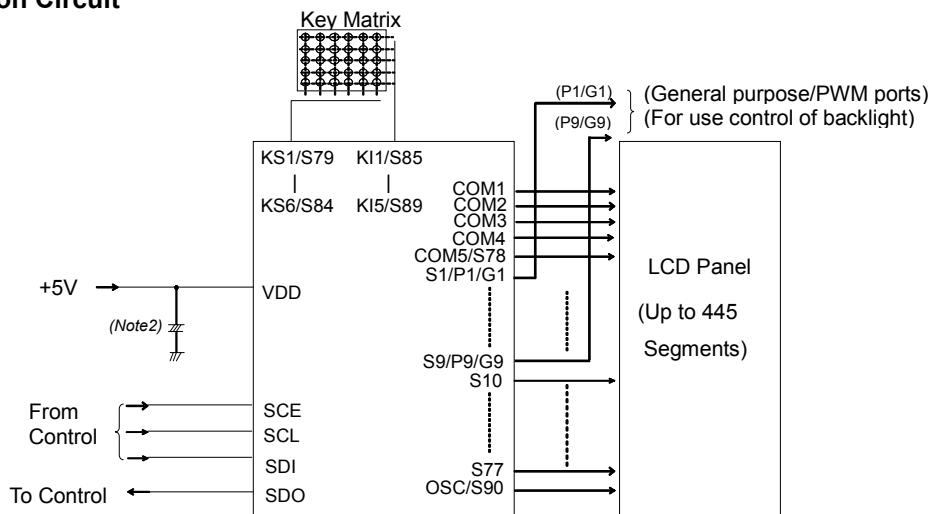 on Circuit
Key Matrix
(P1/G1)
(General purpose/PWM ports)
(P9/G9)
(For use control of backlight)
KS1/S79 KI1/S85
KS6/S84 KI5/S89
COM1
COM2
COM3
COM4
COM5/S78
S1/P1/G1
LCD Panel
(Up to 445
Segments)
+5V
VDD
(Note2)
S9/P9/G9
S10
From
Control
SCE
SCL
SDI
S77
OSC/S90
To Control
SDO